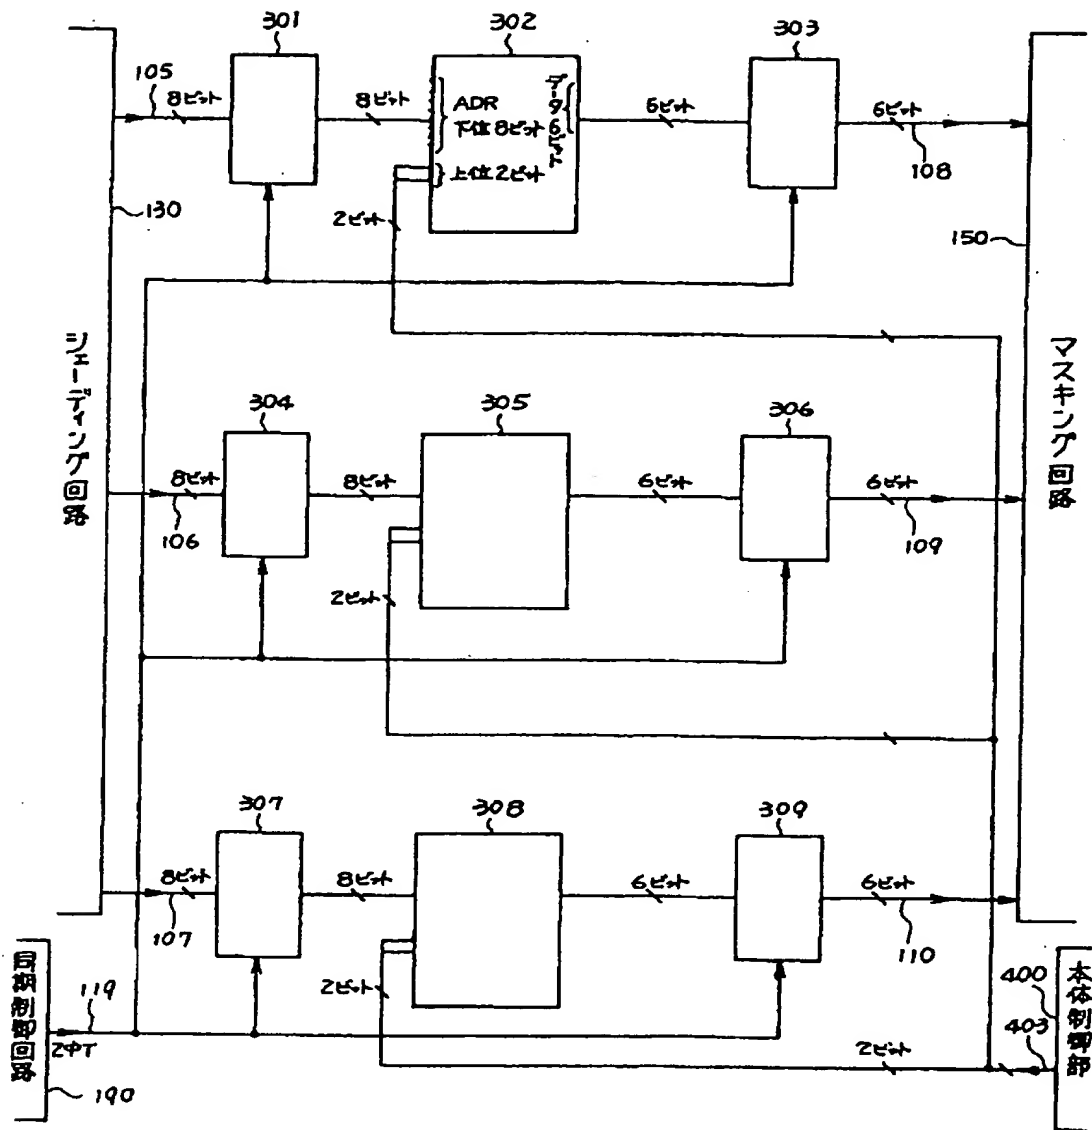 301
302
303
105
8ビット
8ビット
ADR
下位8ビット
上位2ビット
データ6ビット
6ビット
6ビット
108
130
2ビット
150
シェーディング回路
マスキング回路
304
305
306
8ビット
8ビット
6ビット
6ビット
106
109
2ビット
307
308
309
8ビット
8ビット
6ビット
6ビット
107
110
同期制御回路
119
2ビット
400
本体制御部
403
2ΦT
2ビット
190